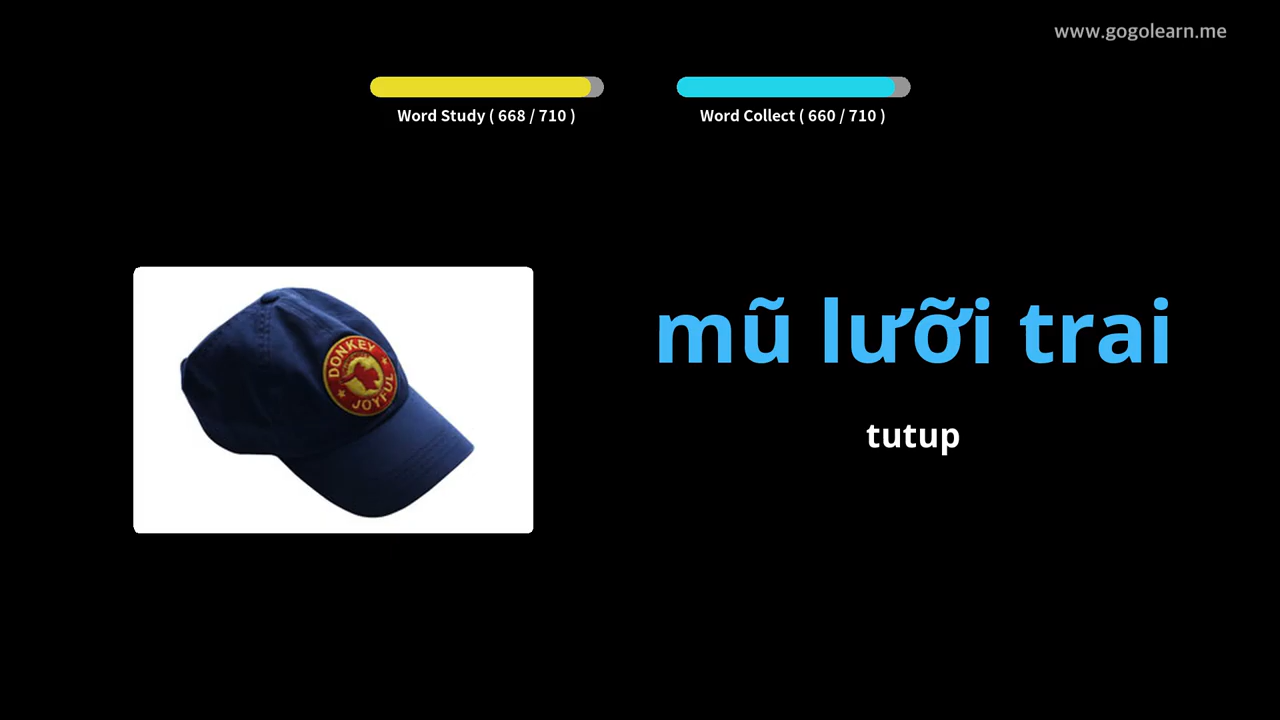 www.gogolearn.me
Word Study ( 668 / 710 )
Word Collect ( 660 / 710 )
DONKEY
JOYFUL
mũ lưỡi trai
tutup